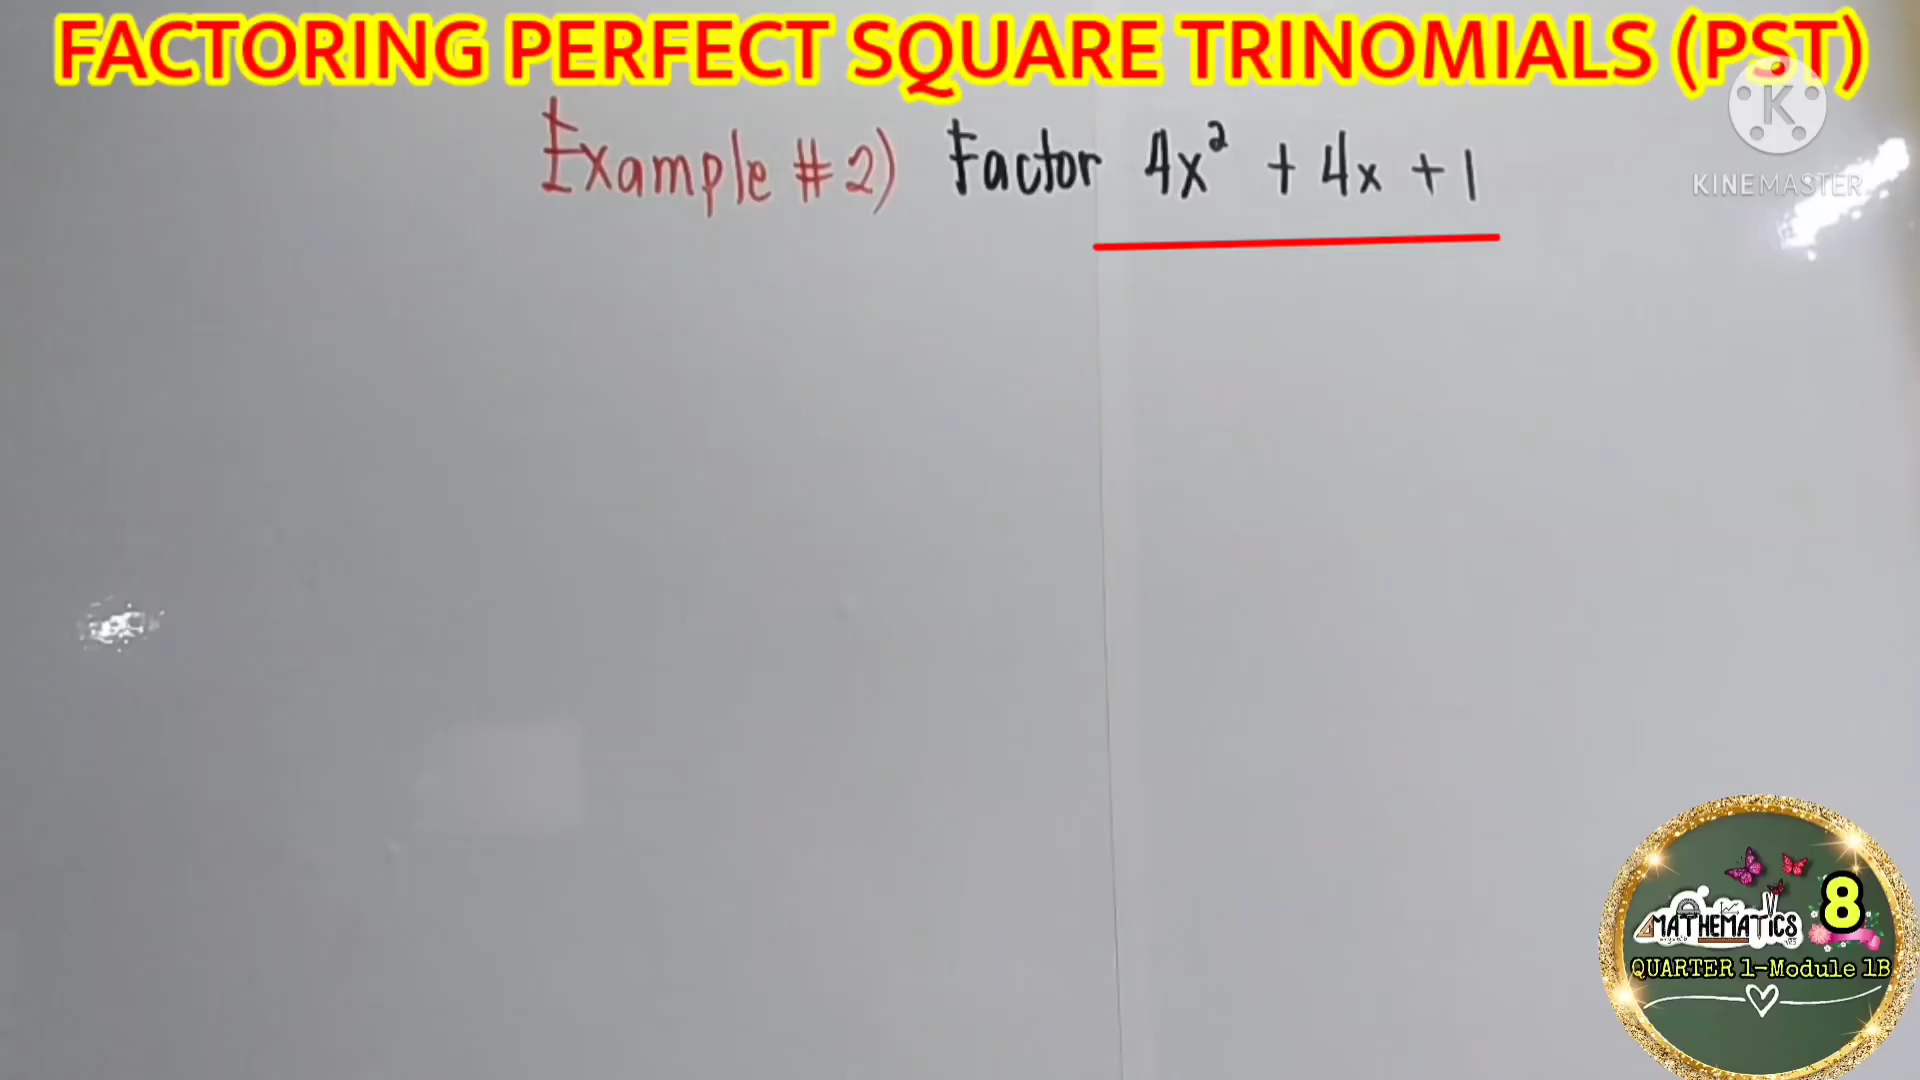 FACTORING PERFECT SQUARE TRINOMIALS (PST)
Example #2) Factor 4x² + 4x + 1
KINEMASTER
MATHEMATICS 8
QUARTER 1-Module 1B